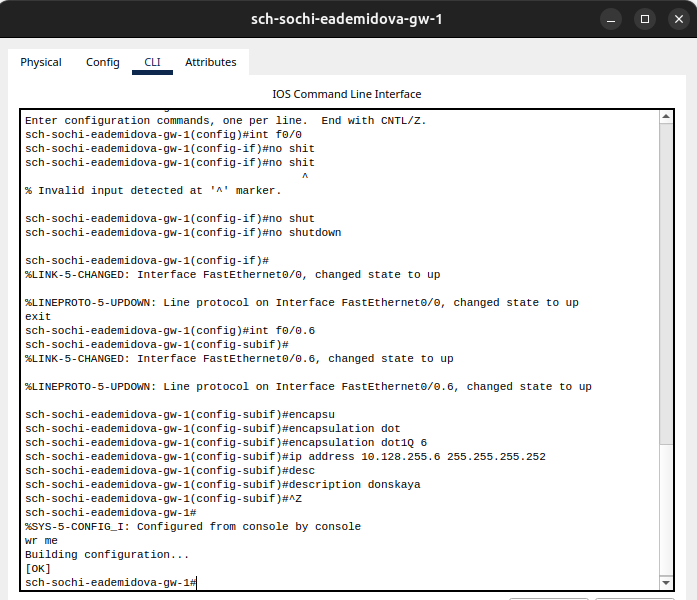 sch-sochi-eademidova-gw-1
Physical Config CLI Attributes
IOS Command Line Interface
Enter configuration commands, one per line.  End with CNTL/Z.
sch-sochi-eademidova-gw-1(config)#int f0/0
sch-sochi-eademidova-gw-1(config-if)#no shit
sch-sochi-eademidova-gw-1(config-if)#no shit
^
% Invalid input detected at '^' marker.
sch-sochi-eademidova-gw-1(config-if)#no shut
sch-sochi-eademidova-gw-1(config-if)#no shutdown
sch-sochi-eademidova-gw-1(config-if)#
%LINK-5-CHANGED: Interface FastEthernet0/0, changed state to up
%LINEPROTO-5-UPDOWN: Line protocol on Interface FastEthernet0/0, changed state to up
exit
sch-sochi-eademidova-gw-1(config)#int f0/0.6
sch-sochi-eademidova-gw-1(config-subif)#
%LINK-5-CHANGED: Interface FastEthernet0/0.6, changed state to up
%LINEPROTO-5-UPDOWN: Line protocol on Interface FastEthernet0/0.6, changed state to up
sch-sochi-eademidova-gw-1(config-subif)#encapsu
sch-sochi-eademidova-gw-1(config-subif)#encapsulation dot
sch-sochi-eademidova-gw-1(config-subif)#encapsulation dot1Q 6
sch-sochi-eademidova-gw-1(config-subif)#ip address 10.128.255.6 255.255.255.252
sch-sochi-eademidova-gw-1(config-subif)#desc
sch-sochi-eademidova-gw-1(config-subif)#description donskaya
sch-sochi-eademidova-gw-1(config-subif)#^Z
sch-sochi-eademidova-gw-1#
%SYS-5-CONFIG_I: Configured from console by console
wr me
Building configuration...
[OK]
sch-sochi-eademidova-gw-1#